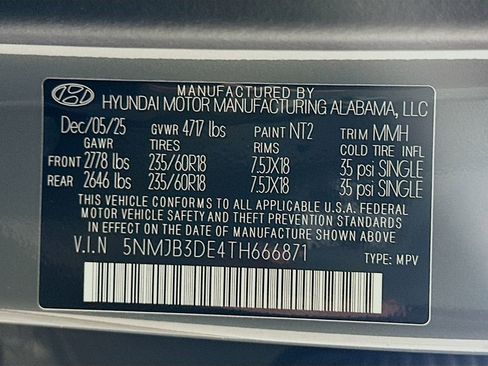 MANUFACTURED BY
HYUNDAI MOTOR MANUFACTURING ALABAMA, LLC
Dec/05/25 GVWR 4717 lbs PAINT NT2 TRIM MMH
GAWR TIRES RIMS COLD TIRE INFL
FRONT 2778 lbs 235/60R18 7.5JX18 35 psi SINGLE
REAR 2646 lbs 235/60R18 7.5JX18 35 psi SINGLE
THIS VEHICLE CONFORMS TO ALL APPLICABLE U.S.A. FEDERAL
MOTOR VEHICLE SAFETY AND THEFT PREVENTION STANDARDS
IN EFFECT ON THE DATE OF MANUFACTURE SHOWN ABOVE.
V.I.N 5NMJB3DE4TH666871
TYPE: MPV